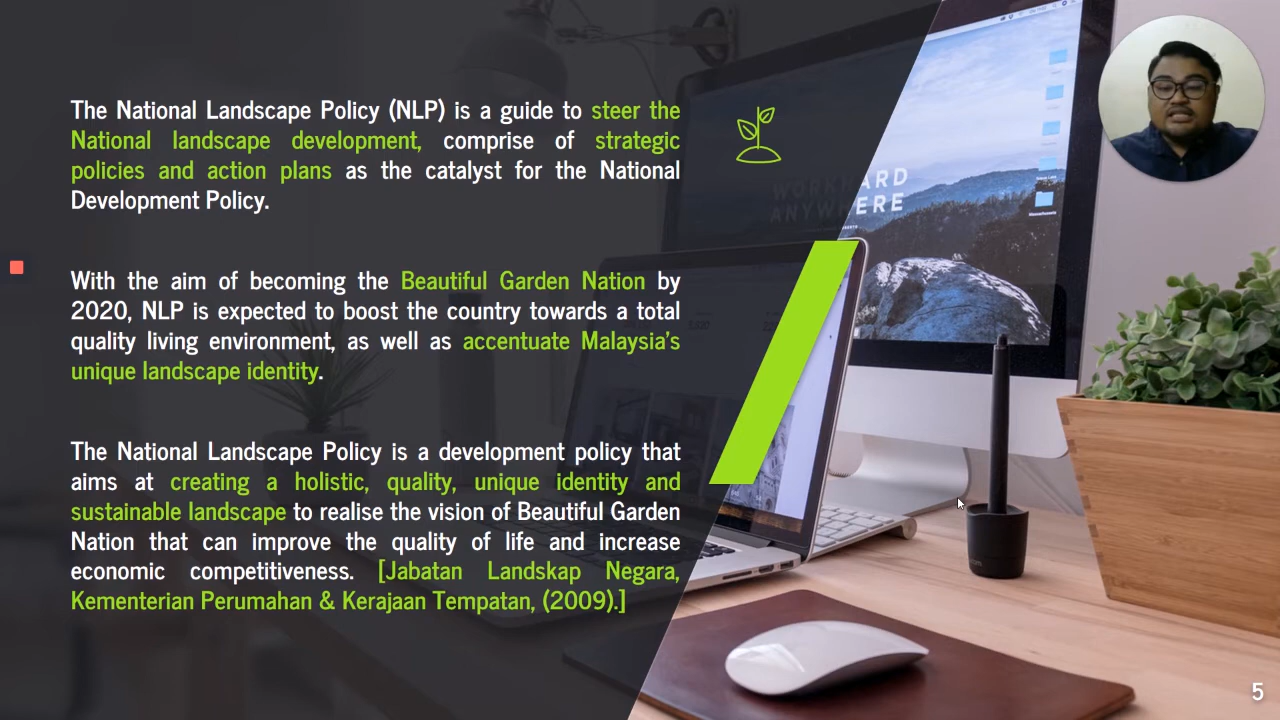 The National Landscape Policy (NLP) is a guide to steer the
National landscape development, comprise of strategic
policies and action plans as the catalyst for the National
Development Policy.
With the aim of becoming the Beautiful Garden Nation by
2020, NLP is expected to boost the country towards a total
quality living environment, as well as accentuate Malaysia's
unique landscape identity.
The National Landscape Policy is a development policy that
aims at creating a holistic, quality, unique identity and
sustainable landscape to realise the vision of Beautiful Garden
Nation that can improve the quality of life and increase
economic competitiveness. [Jabatan Landskap Negara,
Kementerian Perumahan & Kerajaan Tempatan, (2009).]
WORK HARD
ANYWHERE
5